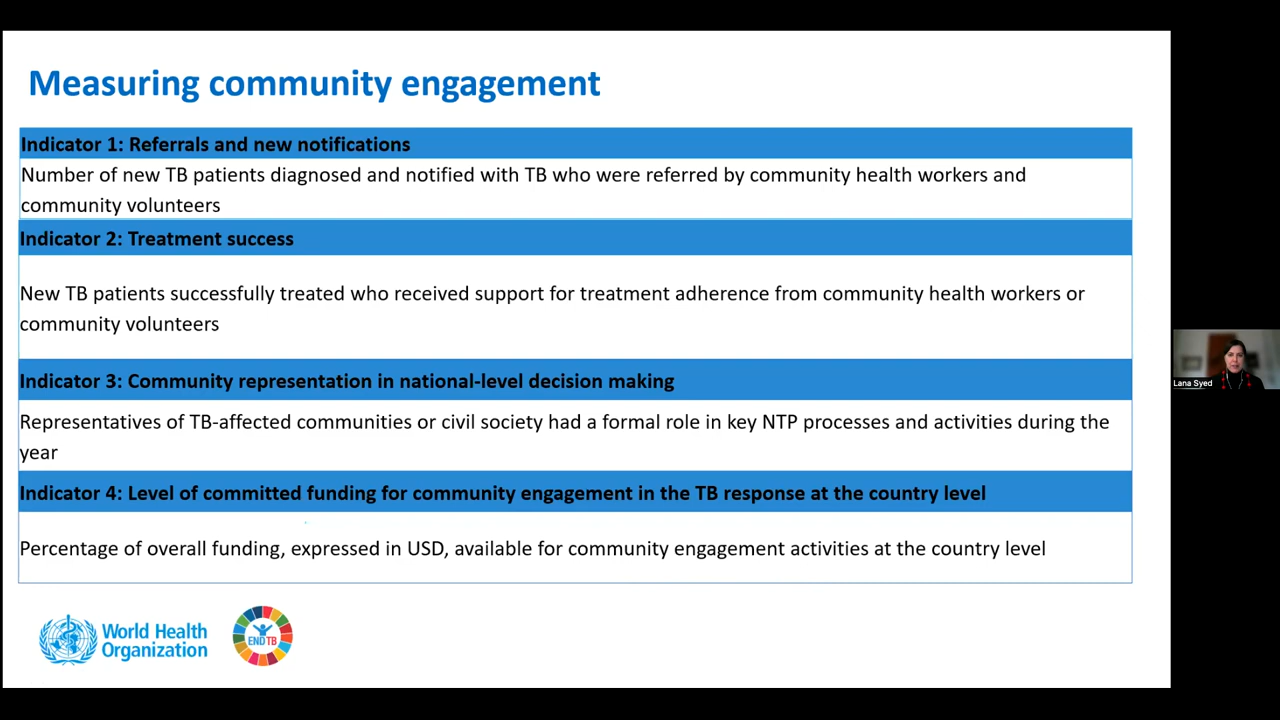 Measuring community engagement
Indicator 1: Referrals and new notifications
Number of new TB patients diagnosed and notified with TB who were referred by community health workers and
community volunteers
Indicator 2: Treatment success
New TB patients successfully treated who received support for treatment adherence from community health workers or
community volunteers
Indicator 3: Community representation in national-level decision making
Representatives of TB-affected communities or civil society had a formal role in key NTP processes and activities during the
year
Indicator 4: Level of committed funding for community engagement in the TB response at the country level
Percentage of overall funding, expressed in USD, available for community engagement activities at the country level
World Health
Organization
END TB
Lana Syed